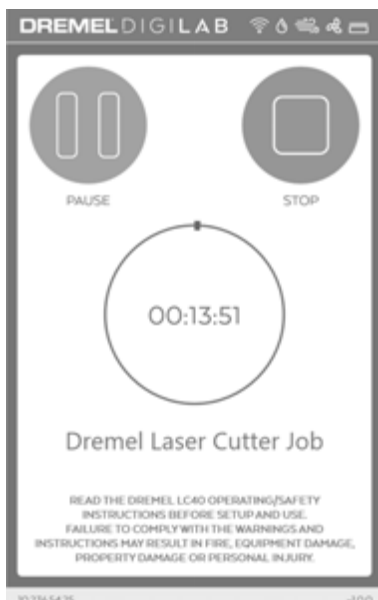 DREMEL DIGILAB
PAUSE STOP
00:13:51
Dremel Laser Cutter Job
READ THE DREMEL LC40 OPERATING/SAFETY
INSTRUCTIONS BEFORE SETUP AND USE.
FAILURE TO COMPLY WITH THE WARNINGS AND
INSTRUCTIONS MAY RESULT IN FIRE, EQUIPMENT DAMAGE,
PROPERTY DAMAGE OR PERSONAL INJURY.